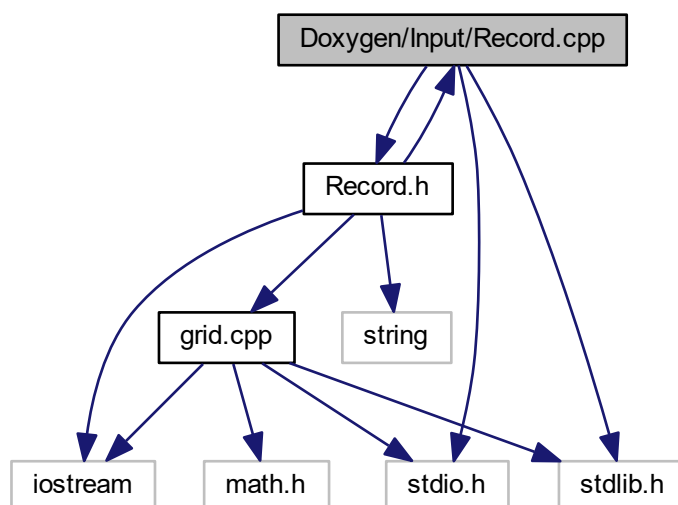 Doxygen/Input/Record.cpp
Record.h
grid.cpp
string
iostream
math.h
stdio.h
stdlib.h